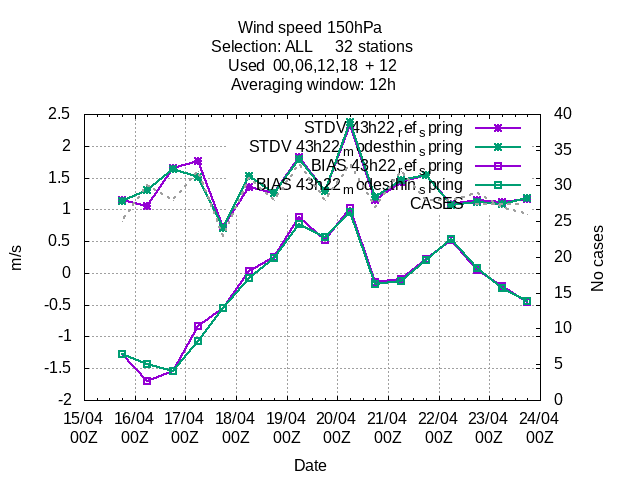 Wind speed 150hPa
Selection: ALL 32 stations
Used 00,06,12,18 + 12
Averaging window: 12h
STDV 43h22_ref_spring
STDV 43h22_modesthin_spring
BIAS 43h22_ref_spring
BIAS 43h22_modesthin_spring
CASES
2.5
2
1.5
1
0.5
0
-0.5
-1
-1.5
-2
m/s
40
35
30
25
20
15
10
5
0
No cases
15/04 16/04 17/04 18/04 19/04 20/04 21/04 22/04 23/04 24/04
00Z 00Z 00Z 00Z 00Z 00Z 00Z 00Z 00Z 00Z
Date